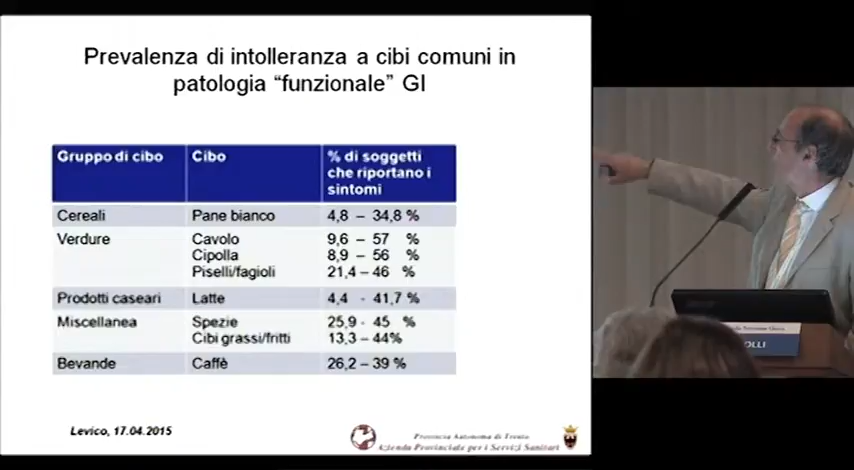 Prevalenza di intolleranza a cibi comuni in
patologia “funzionale” GI
Gruppo di cibo Cibo % di soggetti
che riportano i
sintomi
Cereali Pane bianco 4,8 – 34,8 %
Verdure Cavolo 9,6 – 57 %
Cipolla 8,9 – 56 %
Piselli/fagioli 21,4 – 46 %
Prodotti caseari Latte 4,4 - 41,7 %
Miscellanea Spezie 25,9 - 45 %
Cibi grassi/fritti 13,3 – 44%
Bevande Caffè 26,2 – 39 %
Levico, 17.04.2015
Provincia Autonoma di Trento
Azienda Provinciale per i Servizi Sanitari
OLLI